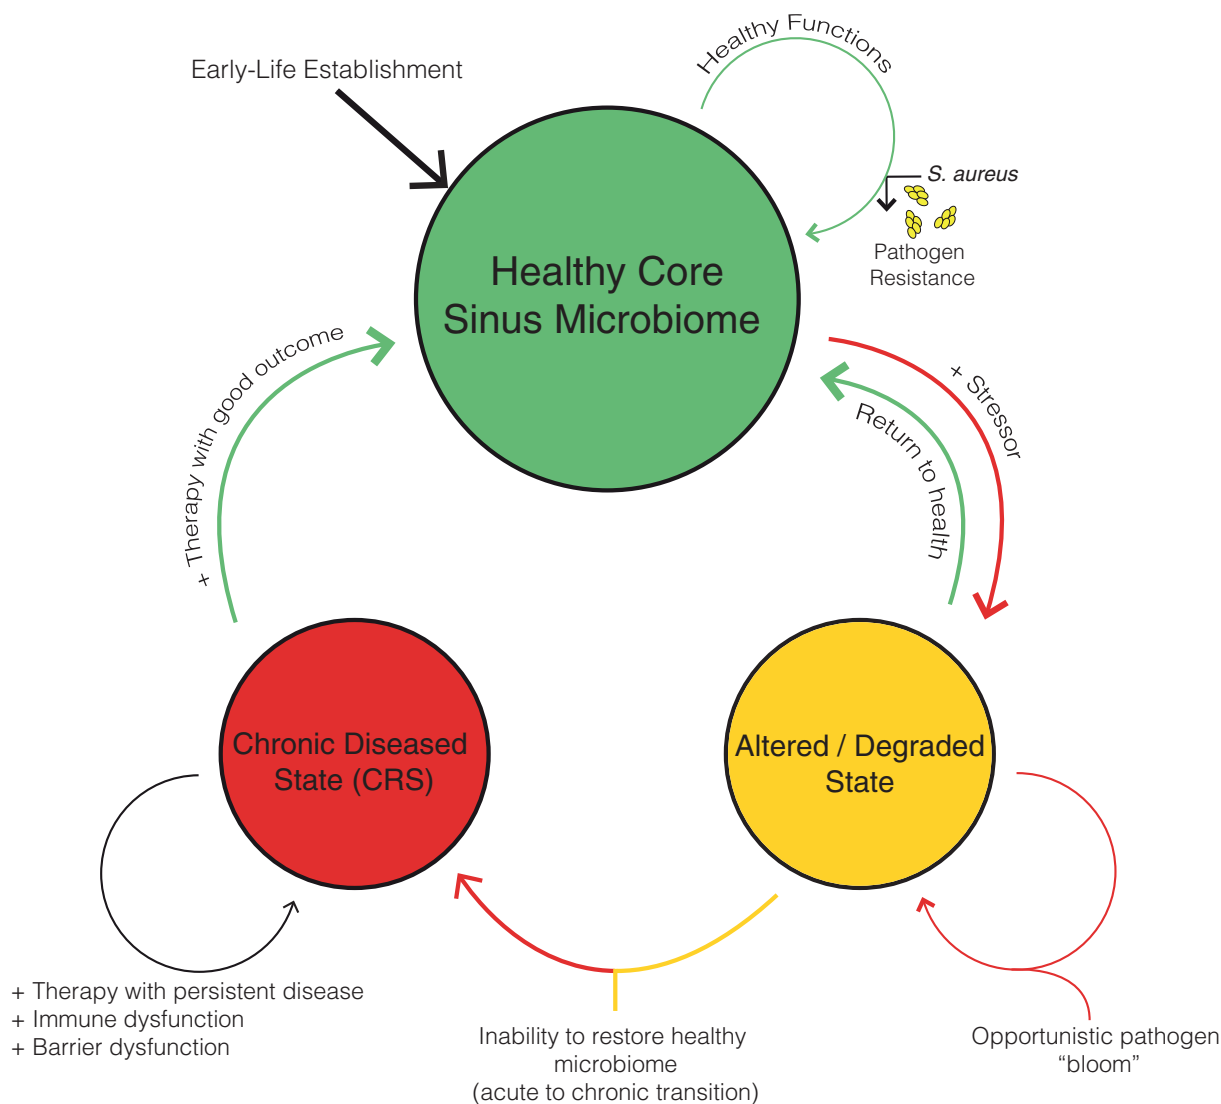 Early-Life Establishment
Healthy Functions
S. aureus
Pathogen
Resistance
Healthy Core
Sinus Microbiome
+ Therapy with good outcome
+ Stressor
Return to health
Chronic Diseased
State (CRS)
Altered / Degraded
State
+ Therapy with persistent disease
+ Immune dysfunction
+ Barrier dysfunction
Inability to restore healthy
microbiome
(acute to chronic transition)
Opportunistic pathogen
“bloom”